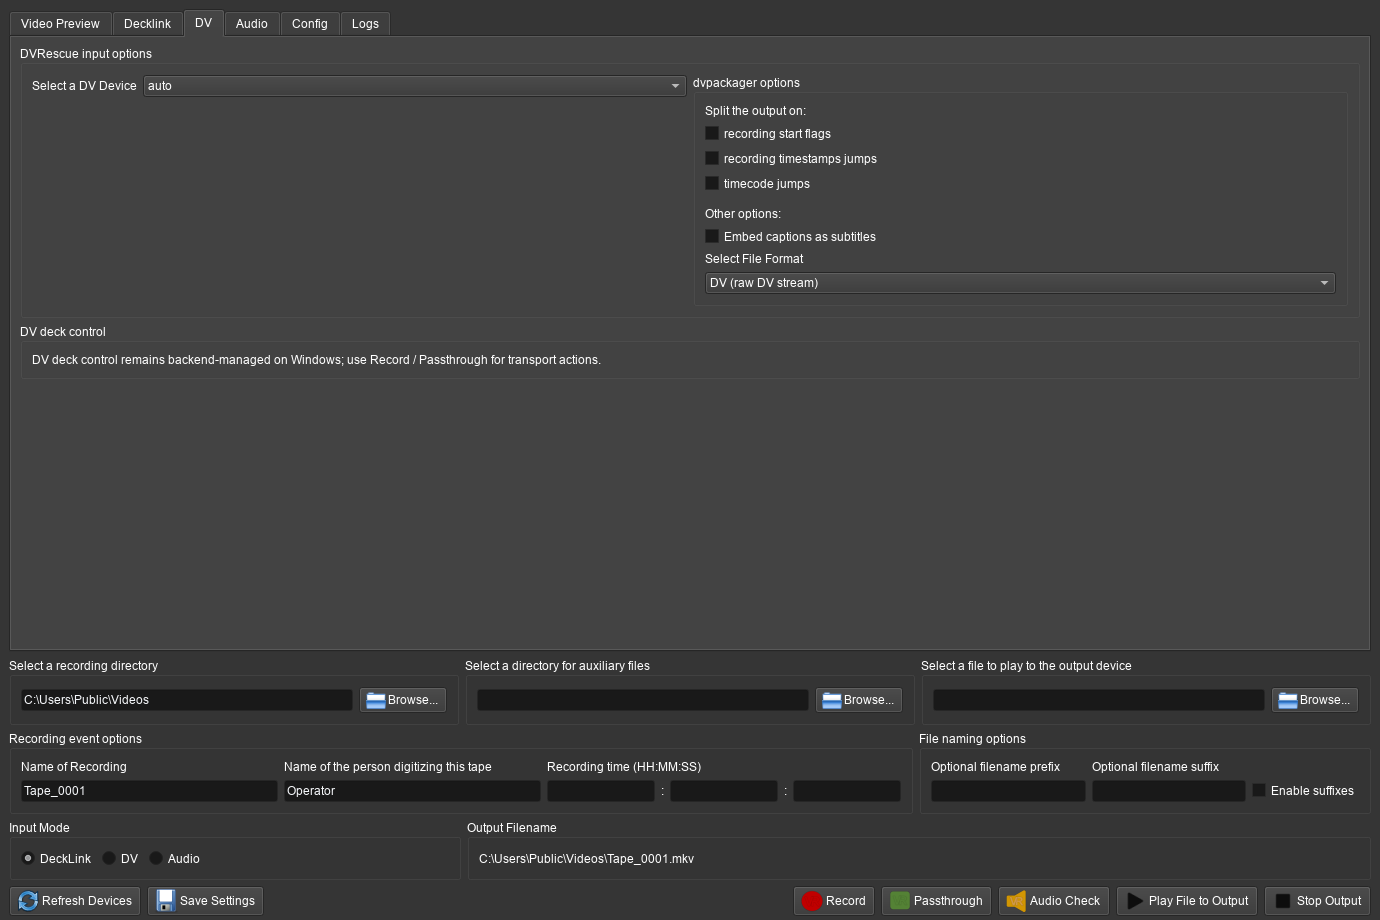 Video Preview Decklink DV Audio Config Logs
DVRescue input options
Select a DV Device auto
dvpackager options
Split the output on:
recording start flags
recording timestamps jumps
timecode jumps
Other options:
Embed captions as subtitles
Select File Format
DV (raw DV stream)
DV deck control
DV deck control remains backend-managed on Windows; use Record / Passthrough for transport actions.
Select a recording directory Select a directory for auxiliary files Select a file to play to the output device
C:\Users\Public\Videos Browse... Browse... Browse...
Recording event options File naming options
Name of Recording Name of the person digitizing this tape Recording time (HH:MM:SS) Optional filename prefix Optional filename suffix
Tape_0001 Operator : : Enable suffixes
Input Mode Output Filename
DeckLink DV Audio C:\Users\Public\Videos\Tape_0001.mkv
Refresh Devices Save Settings Record Passthrough Audio Check Play File to Output Stop Output